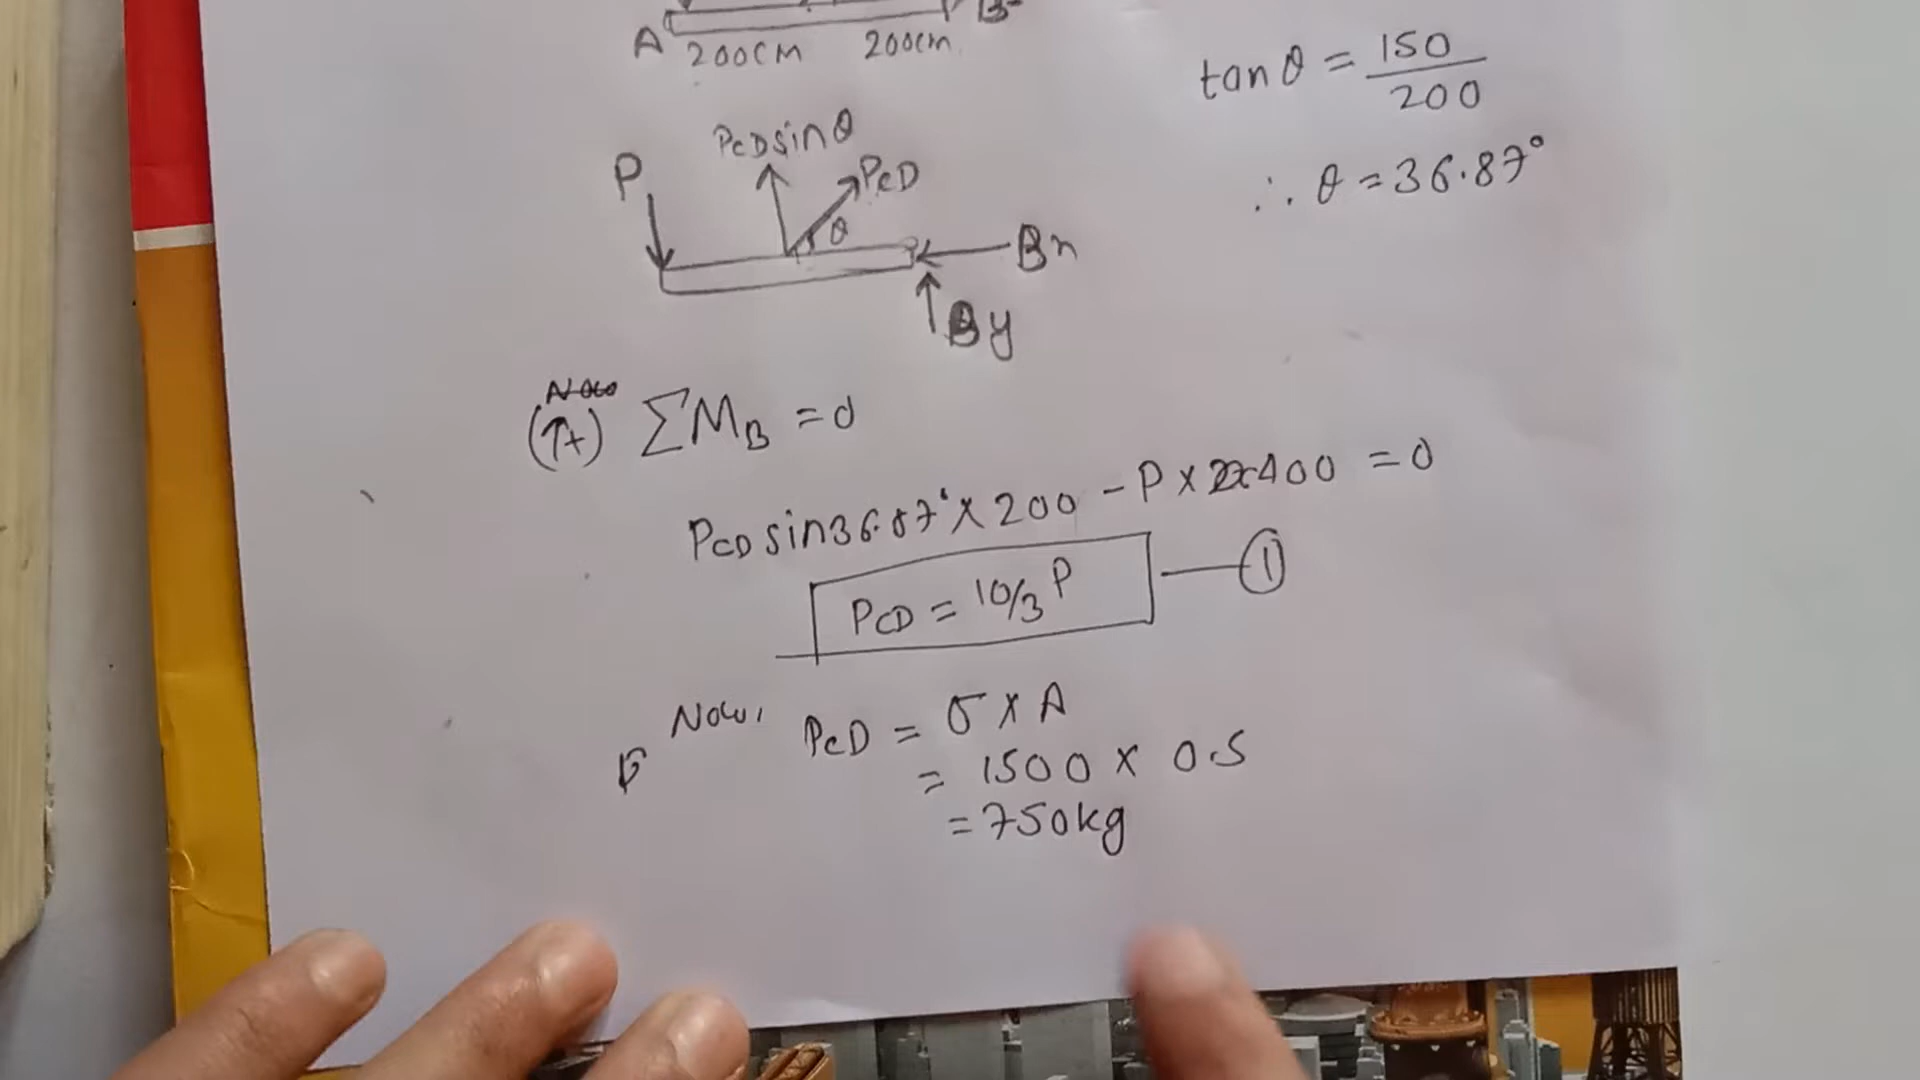 A 200cm 200cm B
tanθ = 150/200
∴ θ = 36.87°
PCD sinθ
P
PCD
θ
Bx
By
Now
(↑+) ΣMB = 0
PCD sin36.87° × 200 - P × 400 = 0
PCD = 10/3 P — ①
Now, PCD = σ × A
= 1500 × 0.5
= 750kg